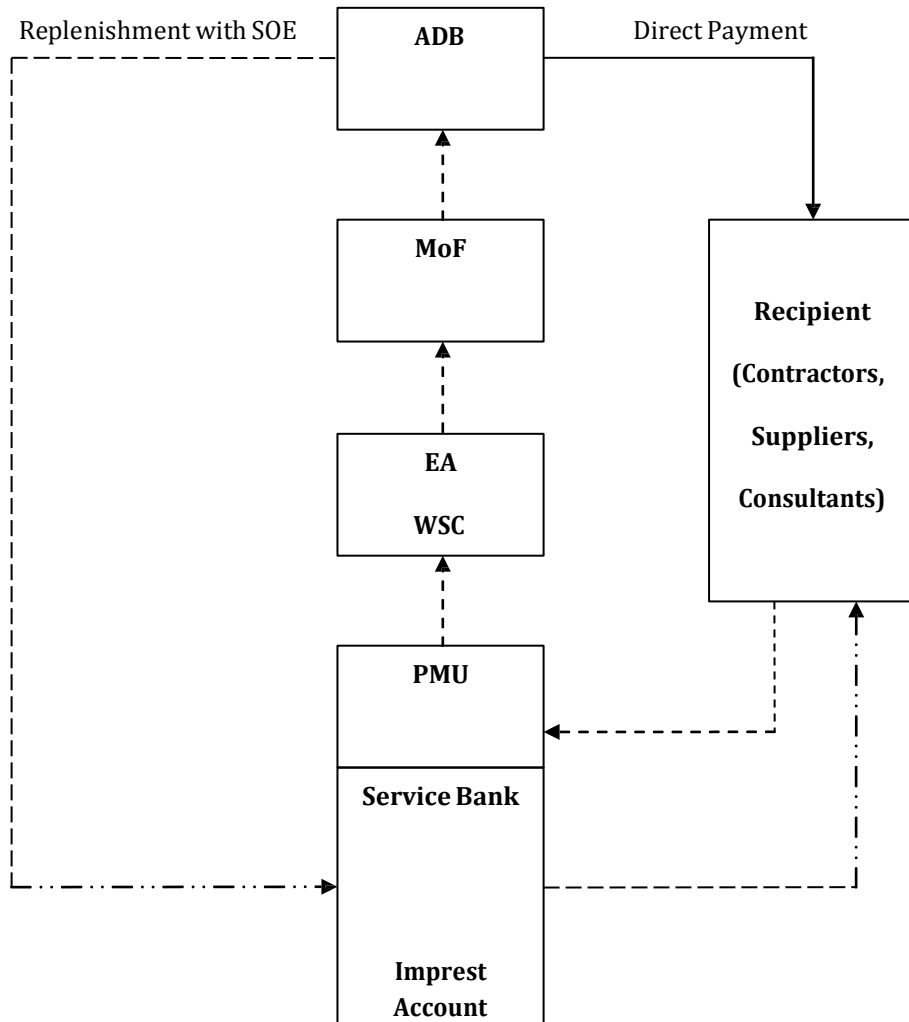 Replenishment with SOE
ADB
Direct Payment
MoF
Recipient
(Contractors,
Suppliers,
Consultants)
EA
WSC
PMU
Service Bank
Imprest
Account